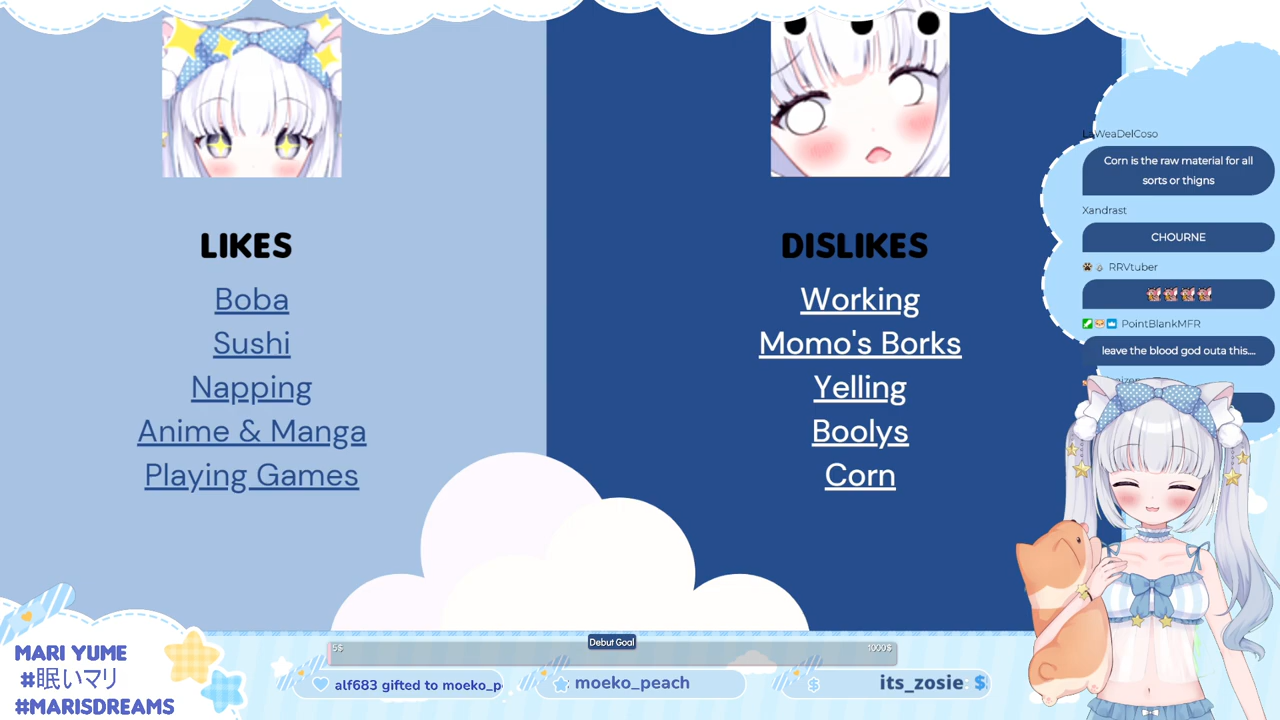 LIKES
Boba
Sushi
Napping
Anime & Manga
Playing Games
DISLIKES
Working
Momo's Borks
Yelling
Boolys
Corn
LaWeaDelCoso
Corn is the raw material for all
sorts or thigns
Xandrast
CHOURNE
RRVtuber
PointBlankMFR
leave the blood god outa this....
MARI YUME
#眠いマリ
#MARISDREAMS
Debut Goal
5$
1000$
alf683 gifted to moeko_p
moeko_peach
$
its_zosie $